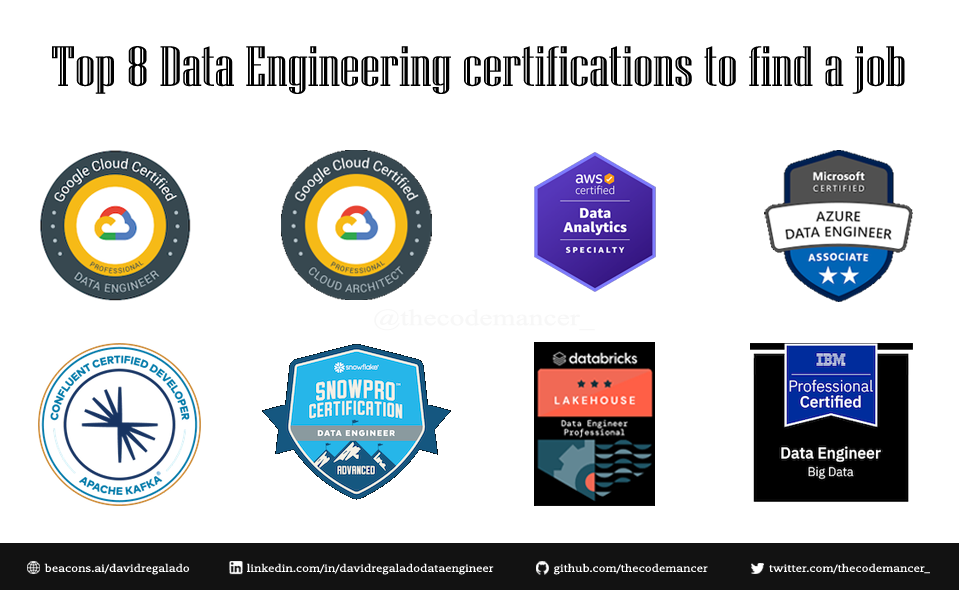 Top 8 Data Engineering certifications to find a job
Google Cloud Certified
PROFESSIONAL
DATA ENGINEER
Google Cloud Certified
PROFESSIONAL
CLOUD ARCHITECT
aws
certified
Data
Analytics
SPECIALTY
Microsoft
CERTIFIED
AZURE
DATA ENGINEER
ASSOCIATE
@thecodemancer_
CONFLUENT CERTIFIED DEVELOPER
APACHE KAFKA®
snowflake
SNOWPRO™
CERTIFICATION
DATA ENGINEER
ADVANCED
databricks
LAKEHOUSE
Data Engineer
Professional
IBM
Professional
Certified
Data Engineer
Big Data
beacons.ai/davidregalado
linkedin.com/in/davidregaladodataengineer
github.com/thecodemancer
twitter.com/thecodemancer_